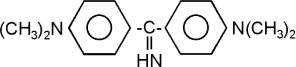 (CH₃)₂N -C- N(CH₃)₂
HN